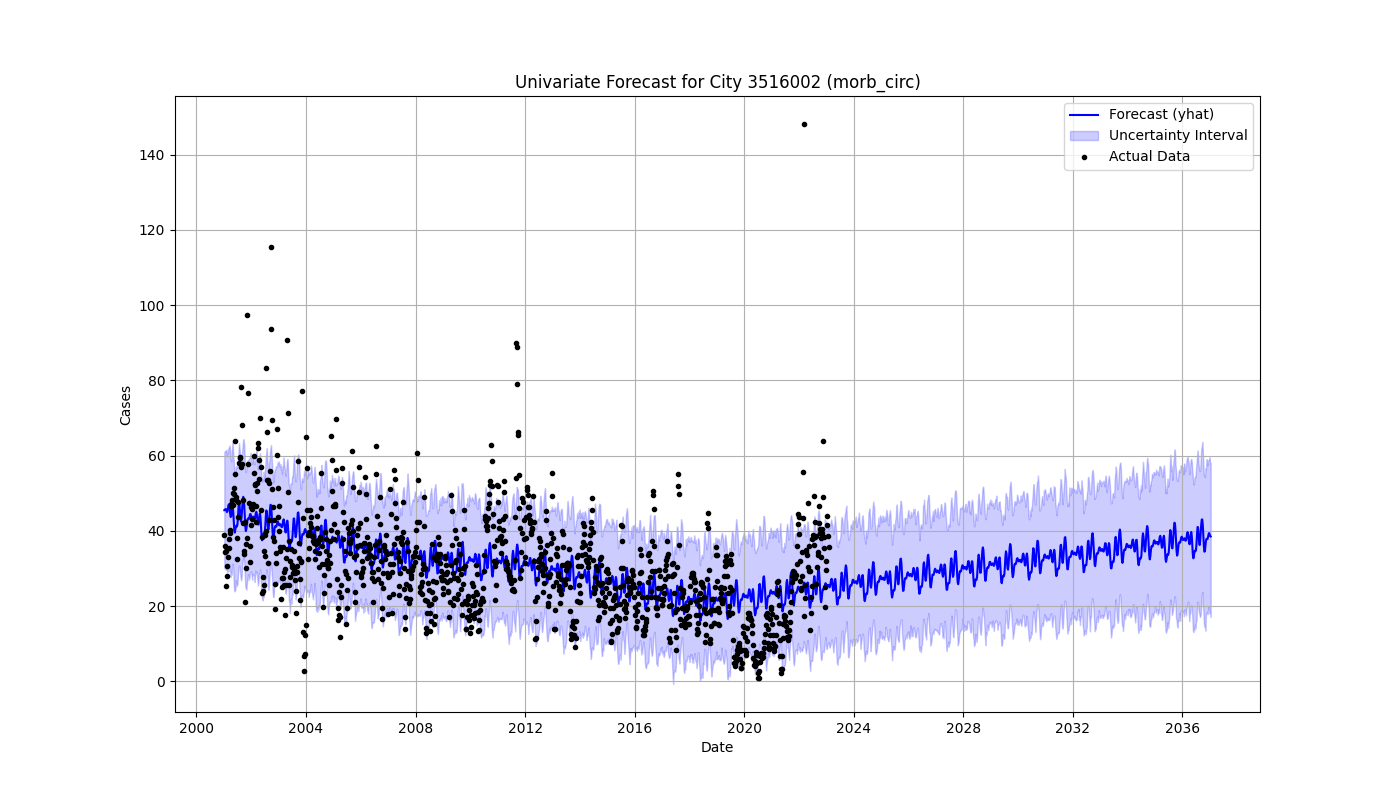 Univariate Forecast for City 3516002 (morb_circ)
Forecast (yhat)
Uncertainty Interval
Actual Data
Cases
140
120
100
80
60
40
20
0
2000 2004 2008 2012 2016 2020 2024 2028 2032 2036
Date